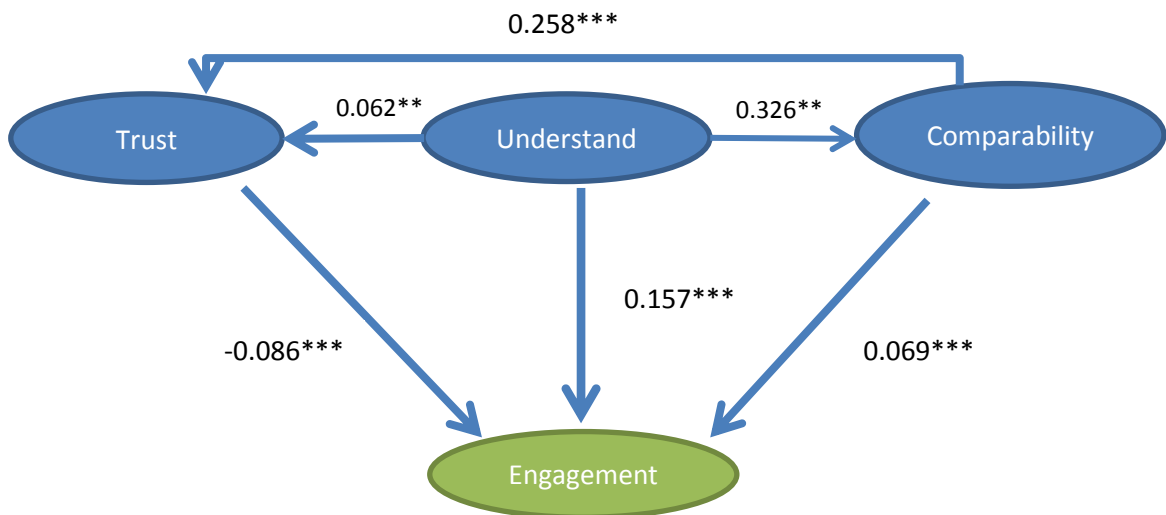 0.258***
0.062**
0.326**
Trust
Understand
Comparability
0.157***
-0.086***
0.069***
Engagement